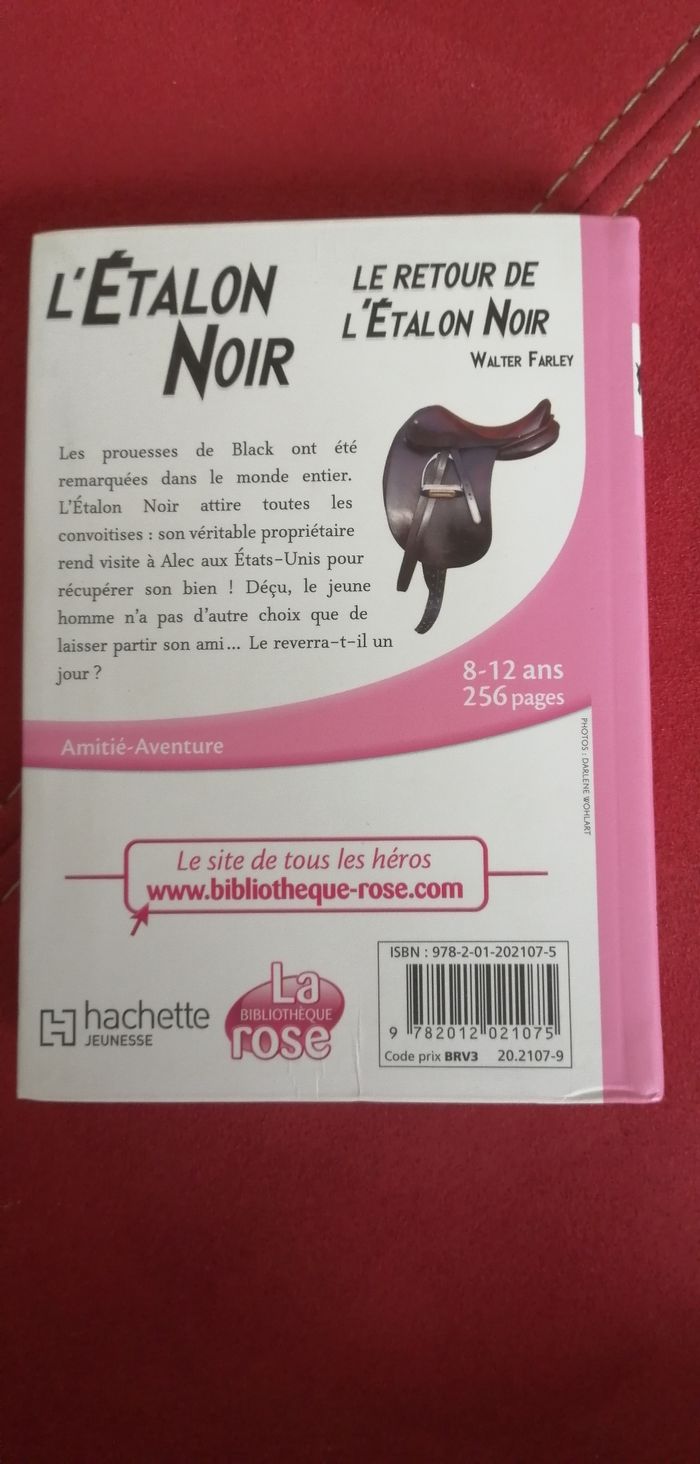 L'ÉTALON
NOIR
LE RETOUR DE
L'ÉTALON NOIR
WALTER FARLEY
Les prouesses de Black ont été
remarquées dans le monde entier.
L'Étalon Noir attire toutes les
convoitises : son véritable propriétaire
rend visite à Alec aux États-Unis pour
récupérer son bien ! Déçu, le jeune
homme n'a pas d'autre choix que de
laisser partir son ami... Le reverra-t-il un
jour ?
8-12 ans
256 pages
Amitié-Aventure
PHOTOS : DARLENE WOHLART
Le site de tous les héros
www.bibliotheque-rose.com
hachette
JEUNESSE
La
BIBLIOTHÈQUE
rose
ISBN : 978-2-01-202107-5
9 782012 021075
Code prix BRV3 20.2107-9